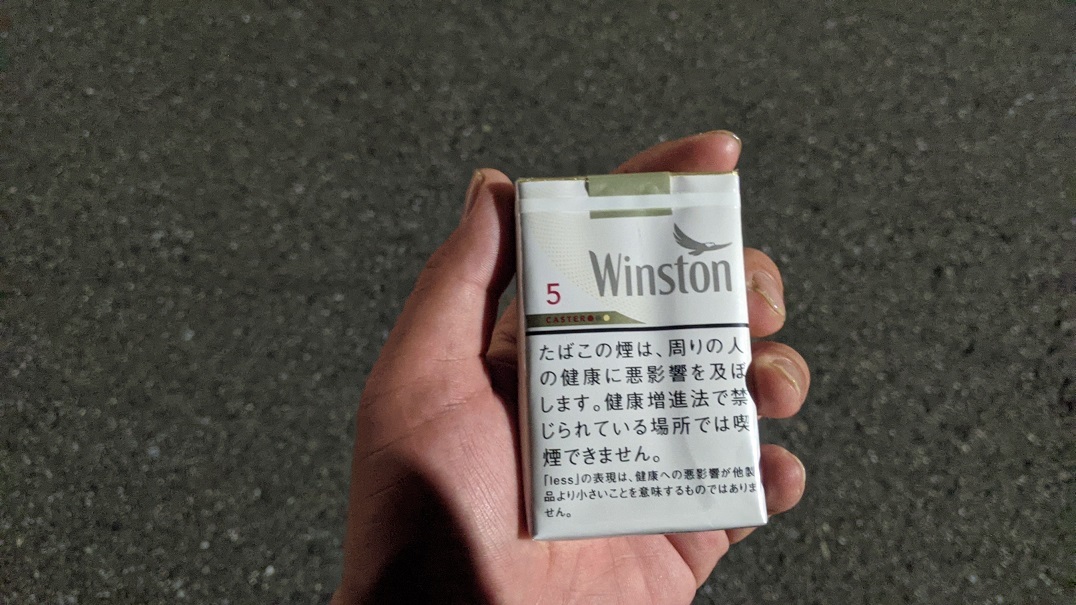 Winston
5
CASTER
たばこの煙は、周りの人
の健康に悪影響を及ぼ
します。健康増進法で禁
じられている場所では喫
煙できません。
「less」の表現は、健康への悪影響が他製
品より小さいことを意味するものではありま
せん。